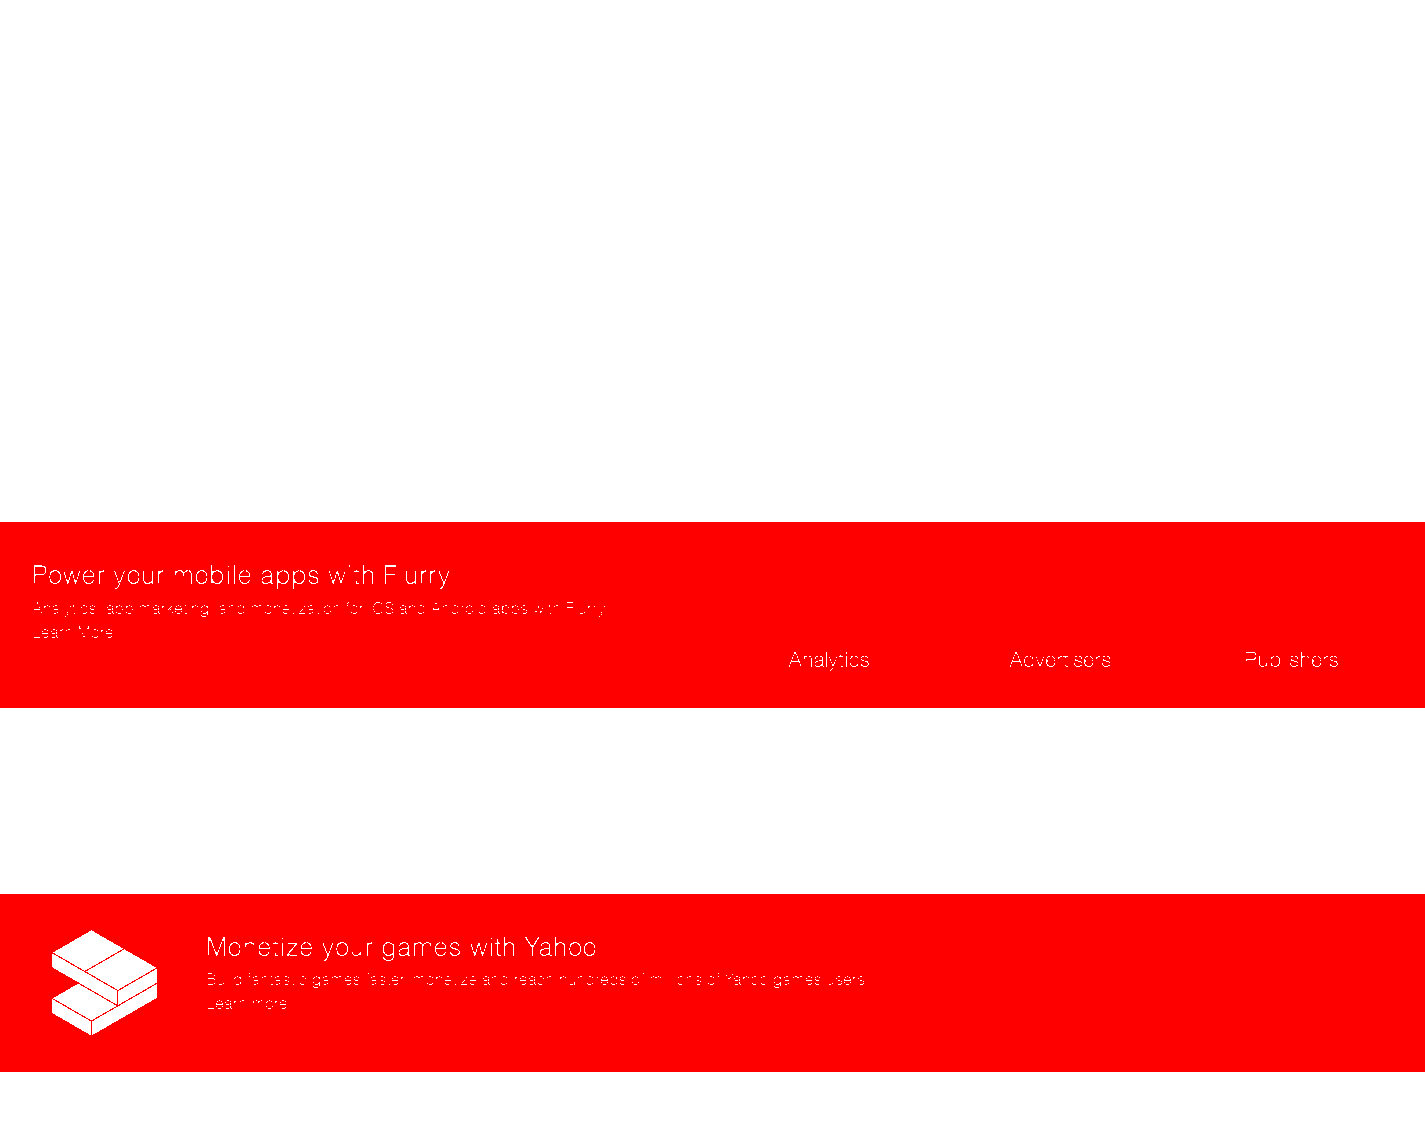 Power your mobile apps with Flurry
Analytics, app marketing, and monetization for iOS and Android apps with Flurry
Learn More
Analytics
Advertisers
Publishers
Monetize your games with Yahoo
Build fantastic games faster, monetize and reach hundreds of millions of Yahoo games users
Learn more